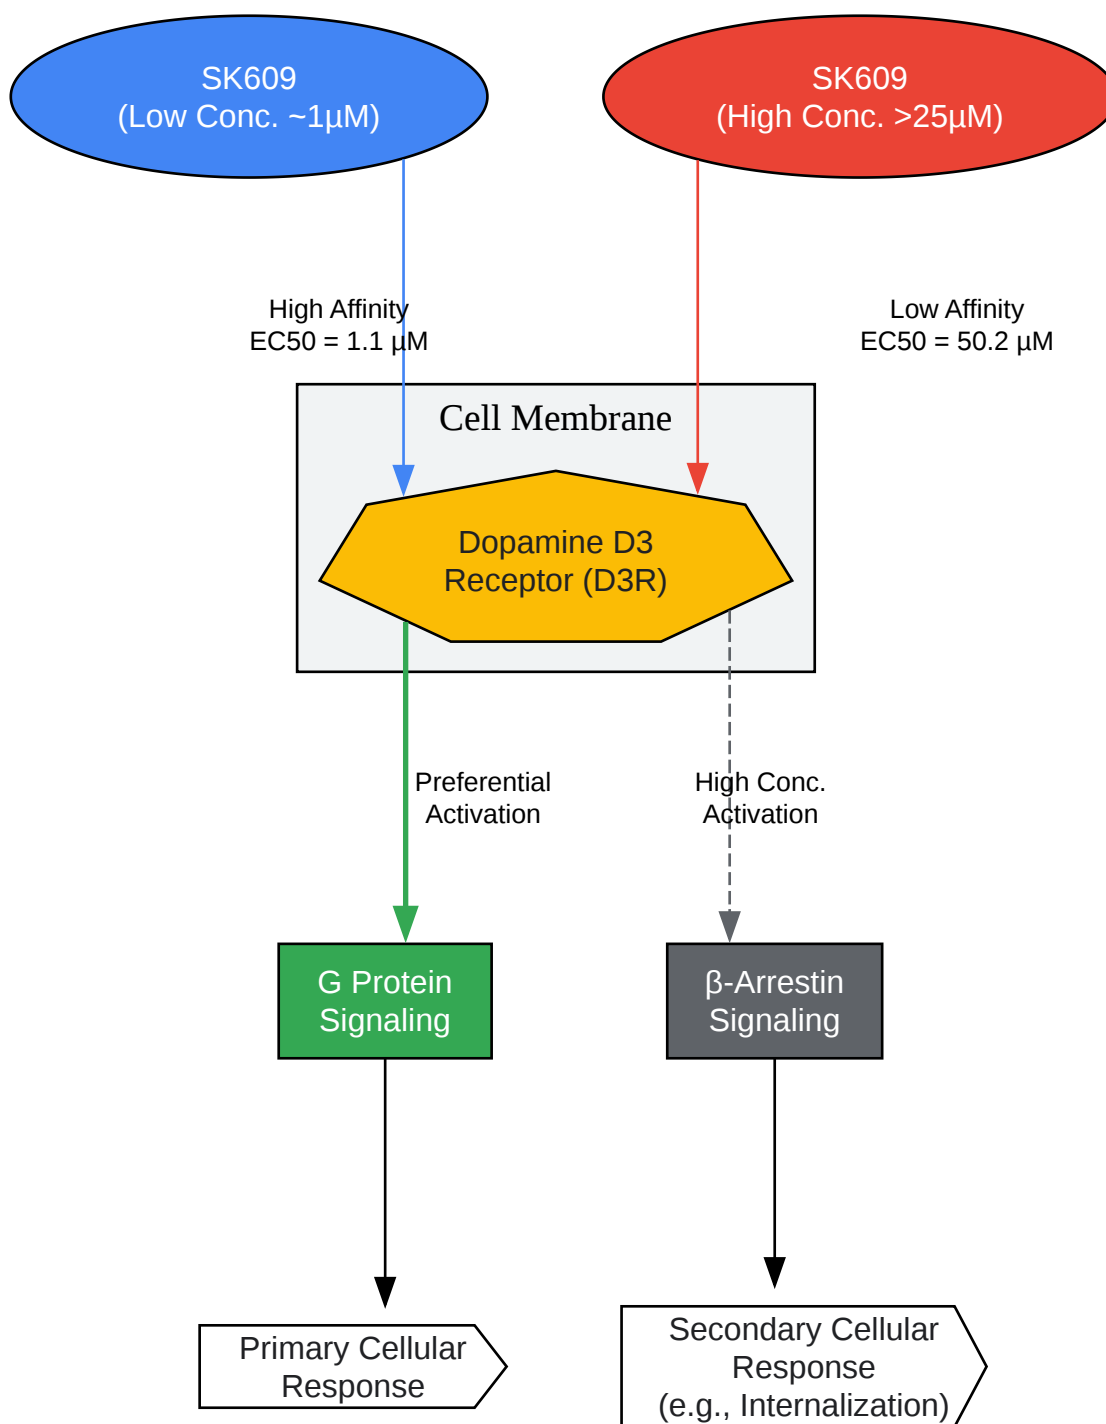 SK609
(Low Conc. ~1µM)
SK609
(High Conc. >25µM)
High Affinity
EC50 = 1.1 µM
Low Affinity
EC50 = 50.2 µM
Cell Membrane
Dopamine D3
Receptor (D3R)
Preferential
Activation
High Conc.
Activation
G Protein
Signaling
β-Arrestin
Signaling
Primary Cellular
Response
Secondary Cellular
Response
(e.g., Internalization)